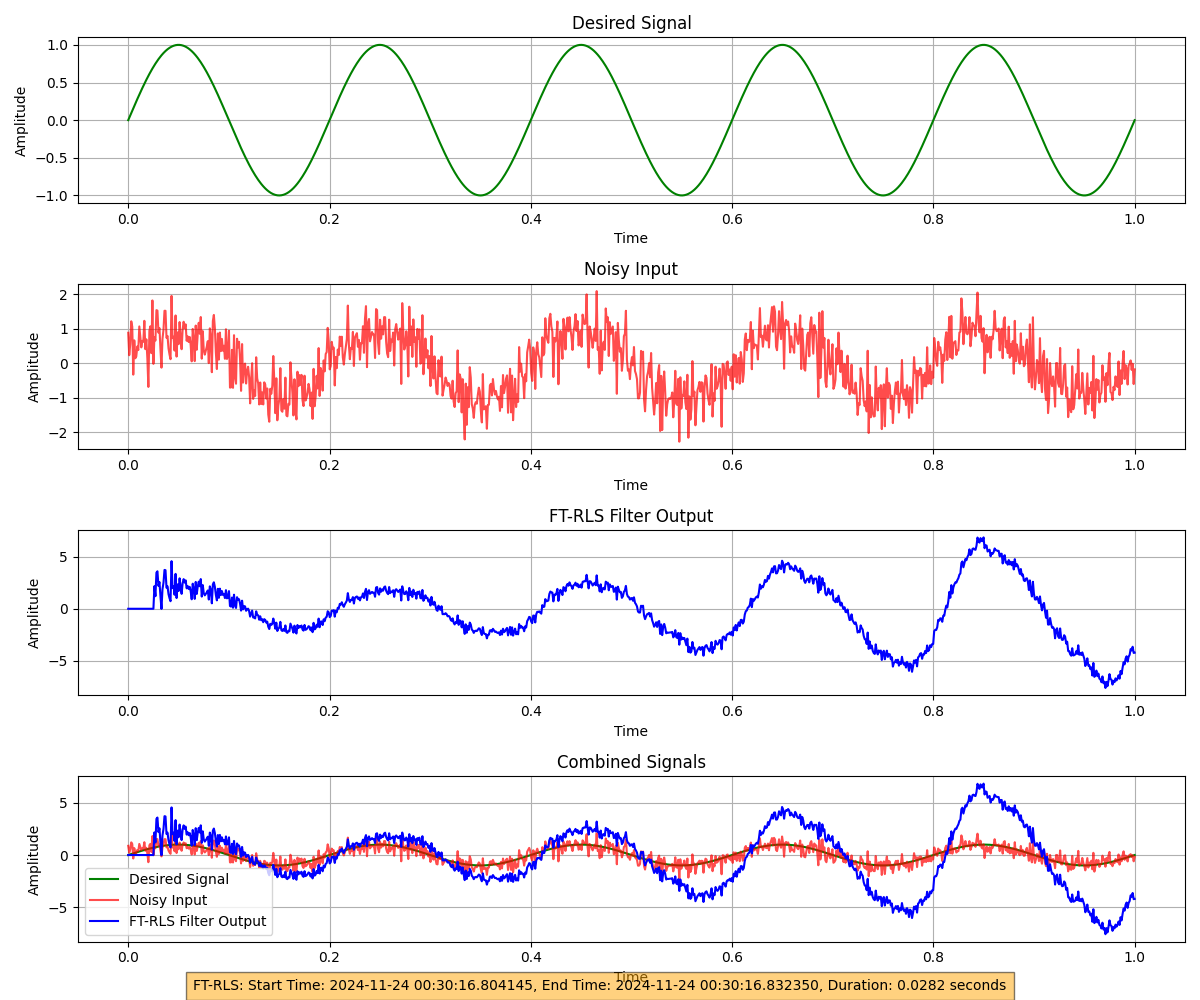 Desired Signal
1.0
0.5
0.0
−0.5
−1.0
Amplitude
0.0 0.2 0.4 0.6 0.8 1.0
Time
Noisy Input
2
1
0
−1
−2
Amplitude
0.0 0.2 0.4 0.6 0.8 1.0
Time
FT-RLS Filter Output
5
0
−5
Amplitude
0.0 0.2 0.4 0.6 0.8 1.0
Time
Combined Signals
5
0
−5
Amplitude
Desired Signal
Noisy Input
FT-RLS Filter Output
0.0 0.2 0.4 0.6 0.8 1.0
Time
FT-RLS: Start Time: 2024-11-24 00:30:16.804145, End Time: 2024-11-24 00:30:16.832350, Duration: 0.0282 seconds